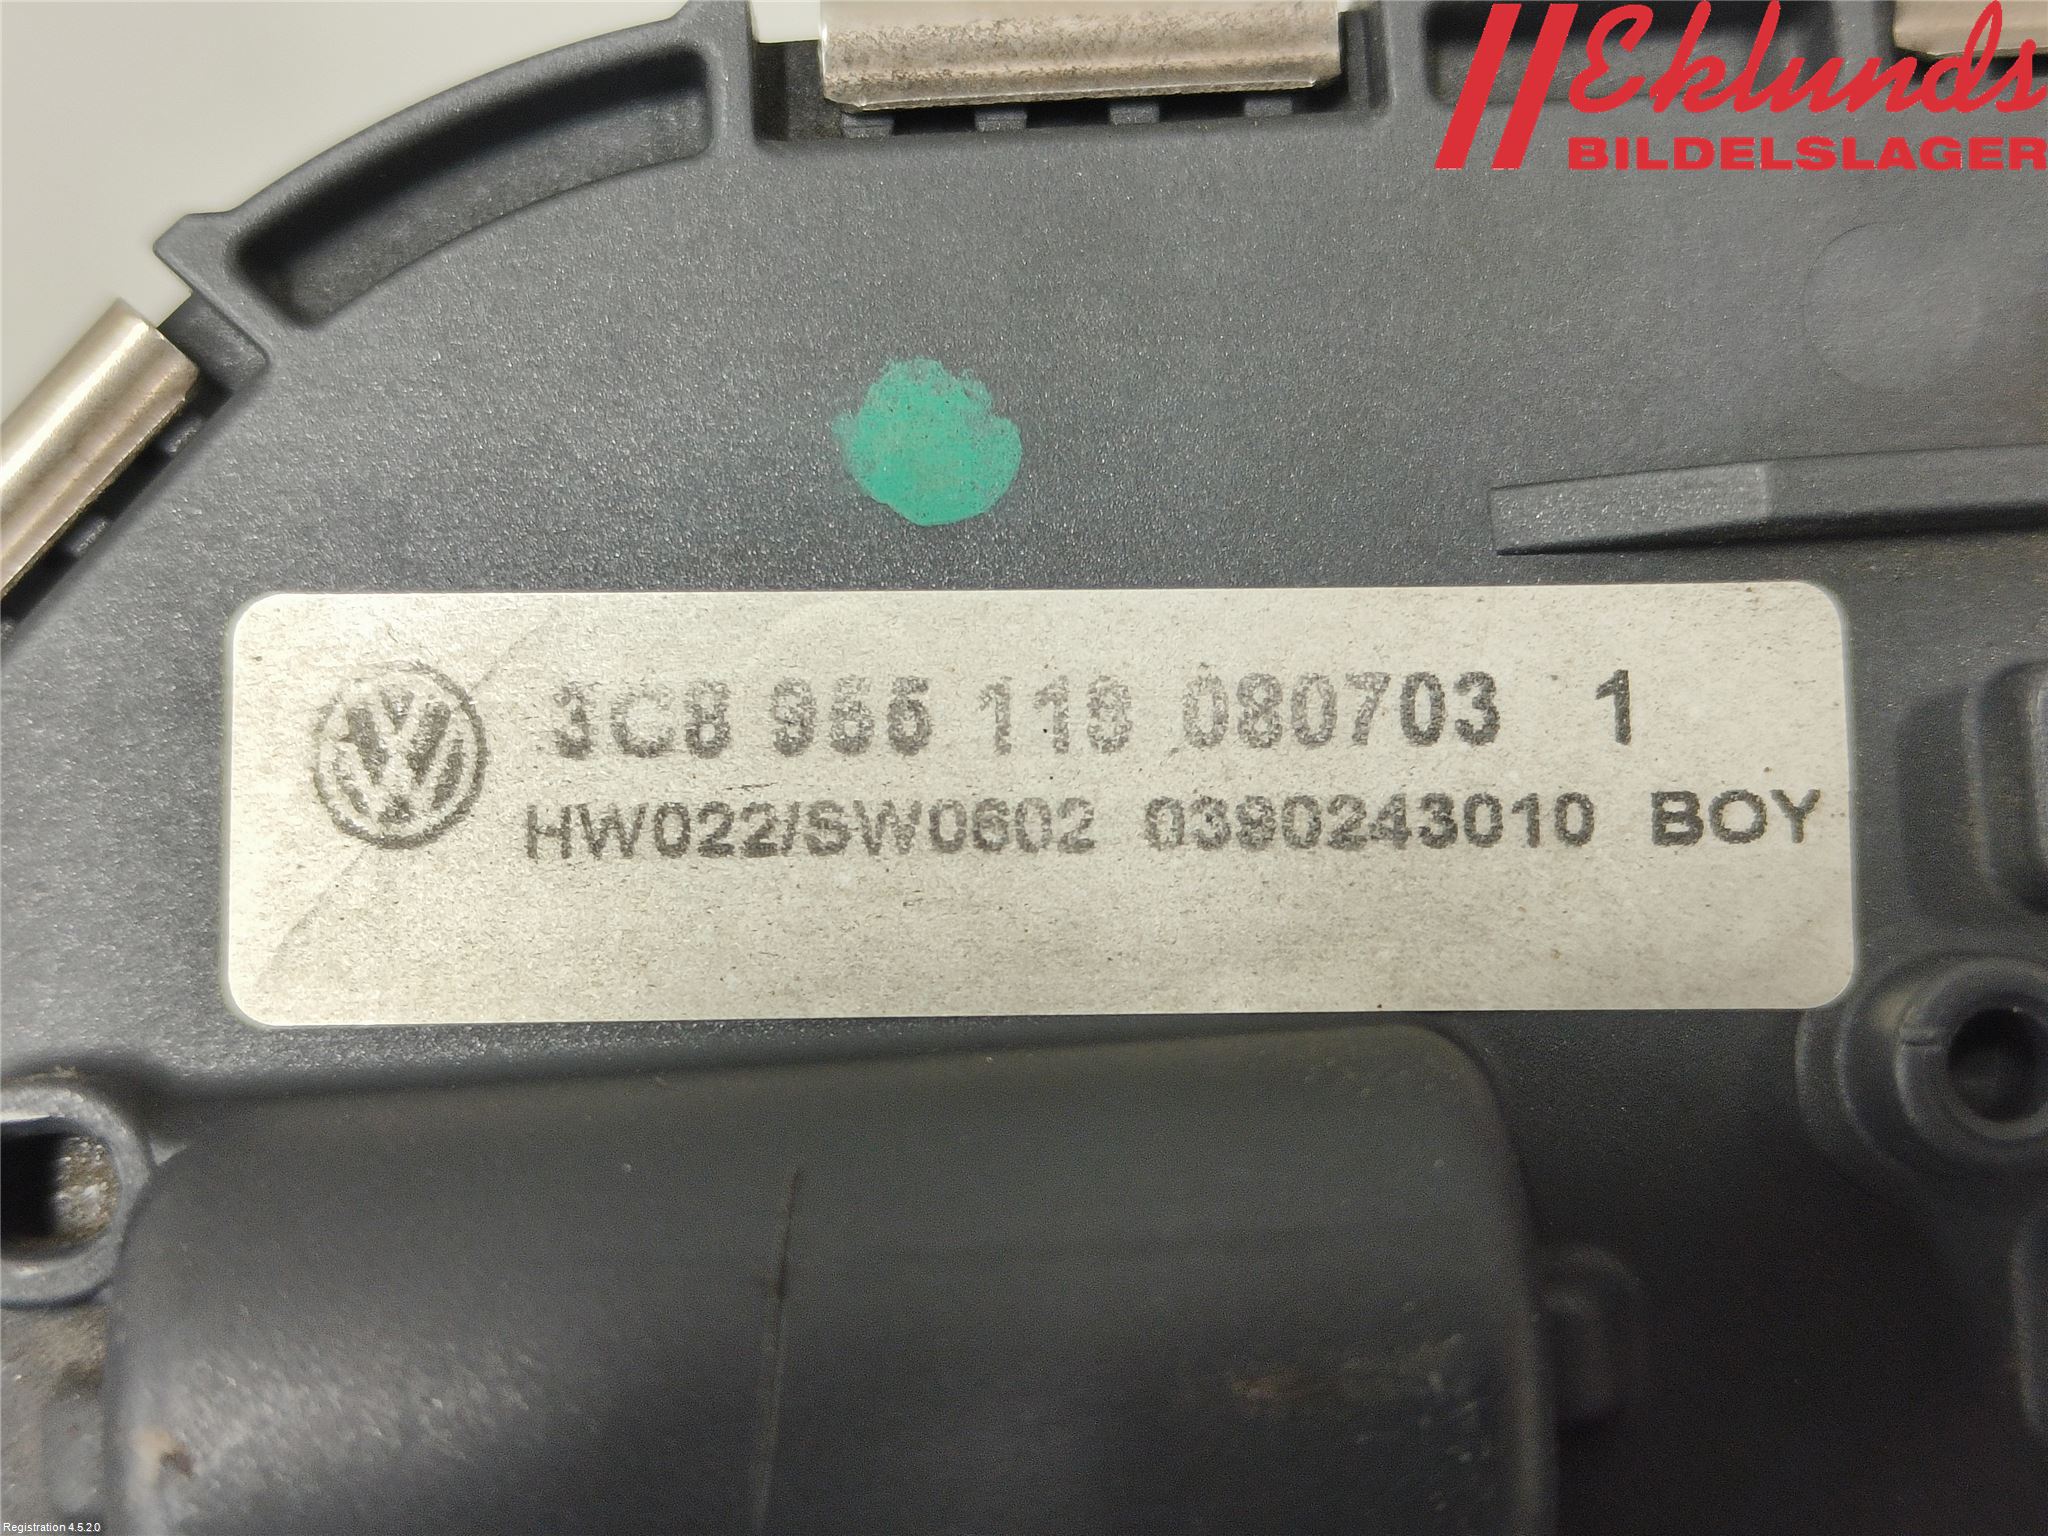 Eklunds
BILDELSLAGER
3C8 955 119 080703 1
HW022/SW0602 0390243010 BOY
Registration 4.5.2.0